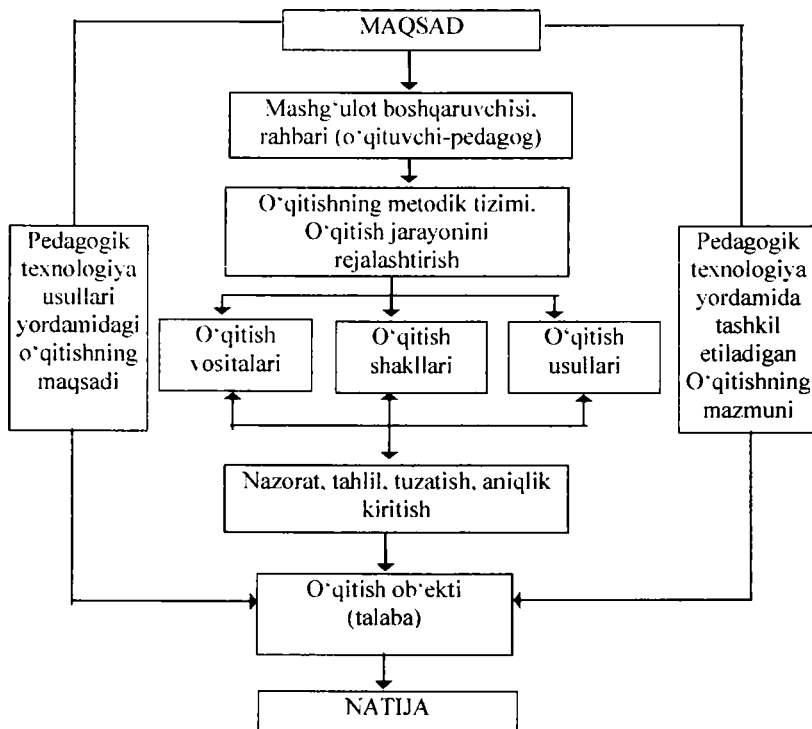 MAQSAD
Mashg‘ulot boshqaruvchisi.
rahbari (o‘qituvchi-pedagog)
O‘qitishning metodik tizimi.
O‘qitish jarayonini
rejalashtirish
Pedagogik
texnologiya
usullari
yordamidagi
o‘qitishning
maqsadi
O‘qitish
vositalari
O‘qitish
shakllari
O‘qitish
usullari
Pedagogik
texnologiya
yordamida
tashkil
etiladigan
O‘qitishning
mazmuni
Nazorat, tahlil, tuzatish, aniqlik
kiritish
O‘qitish ob‘ekti
(talaba)
NATIJA